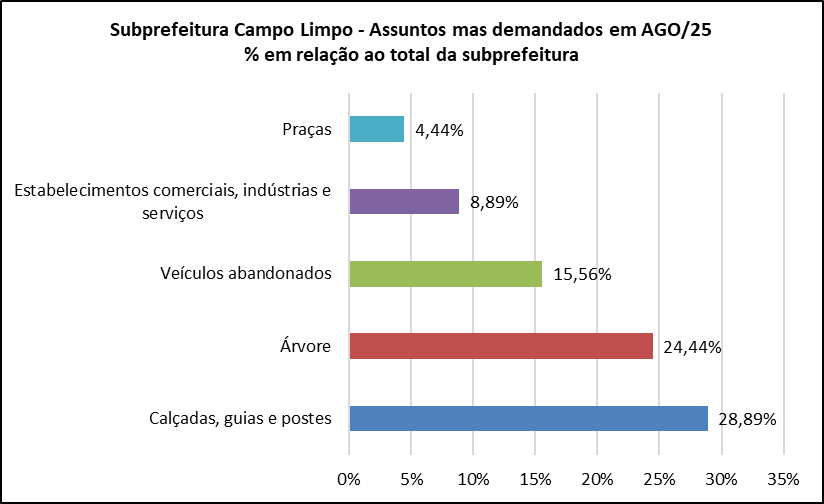 Subprefeitura Campo Limpo - Assuntos mas demandados em AGO/25
% em relação ao total da subprefeitura
Praças
4,44%
Estabelecimentos comerciais, indústrias e
serviços
8,89%
Veículos abandonados
15,56%
Árvore
24,44%
Calçadas, guias e postes
28,89%
0% 5% 10% 15% 20% 25% 30% 35%